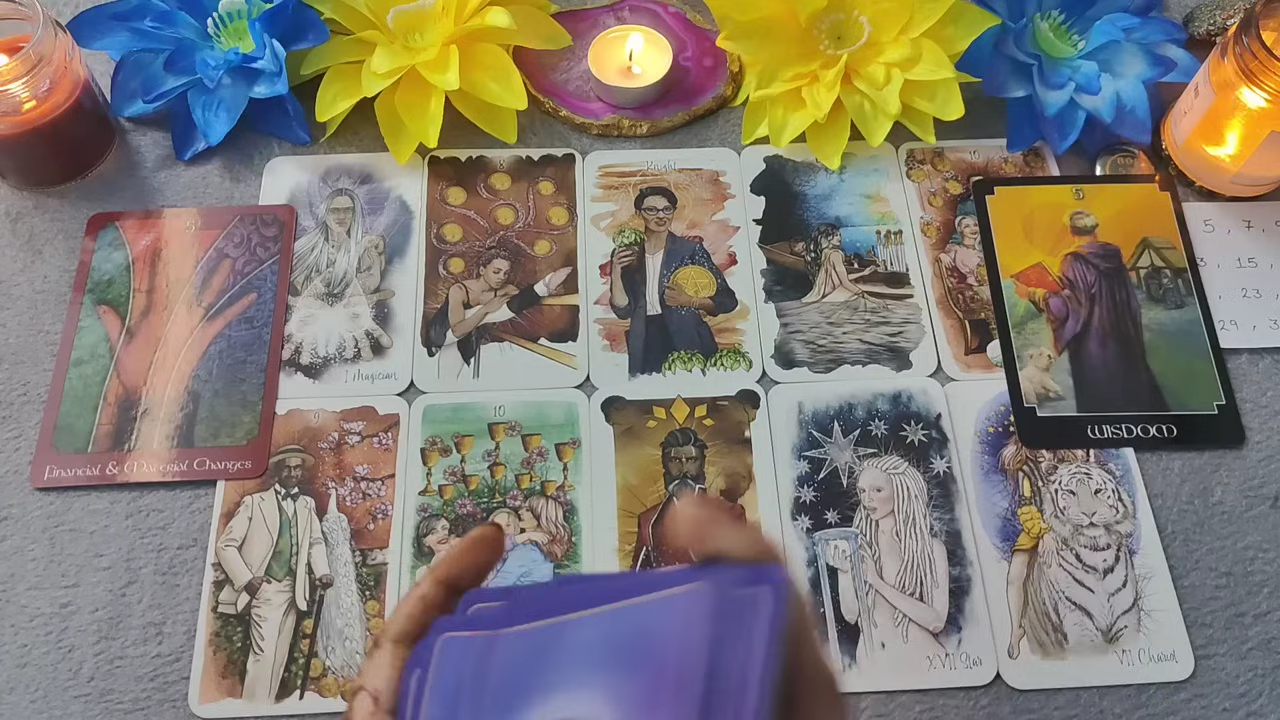 I Magician
8
Knight
10
5
Financial & Material Changes
5
WISDOM
5 , 7 ,
15 ,
, 23 ,
29 , 3
9
10
XVII Star
VII Chariot